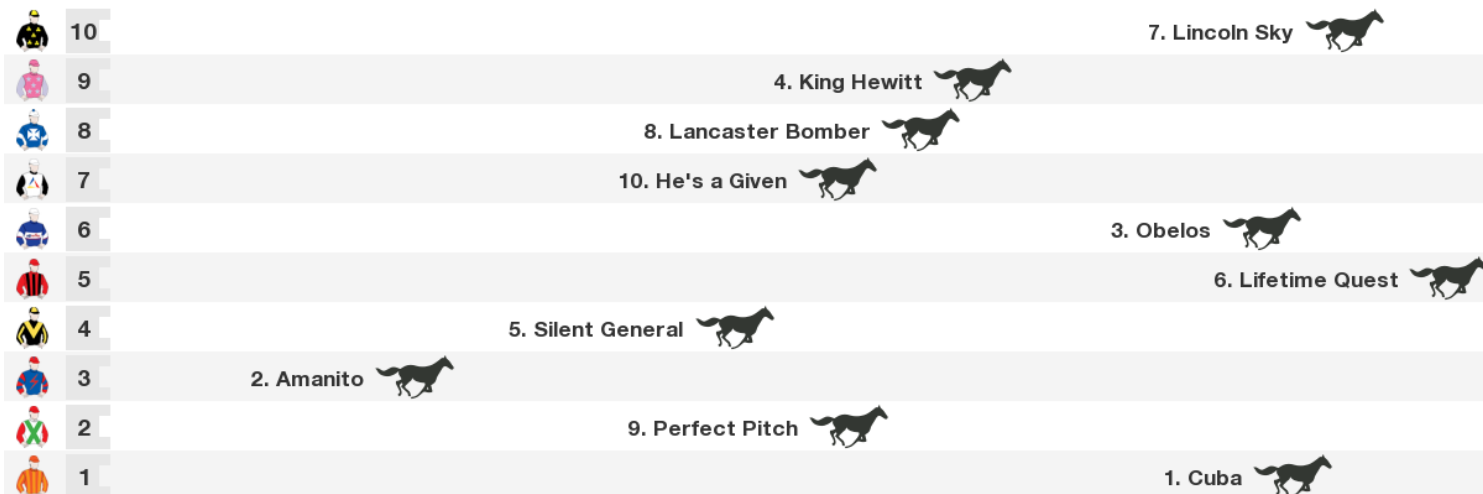 10 7. Lincoln Sky
9 4. King Hewitt
8 8. Lancaster Bomber
7 10. He's a Given
6 3. Obelos
5 6. Lifetime Quest
4 5. Silent General
3 2. Amanito
2 9. Perfect Pitch
1 1. Cuba